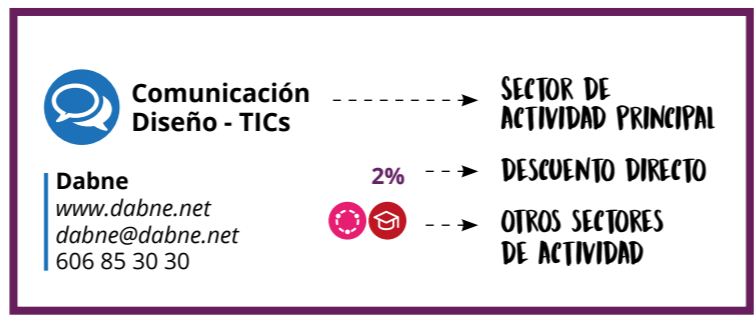 Comunicación
Diseño - TICs
SECTOR DE
ACTIVIDAD PRINCIPAL
Dabne
www.dabne.net
dabne@dabne.net
606 85 30 30
2%
DESCUENTO DIRECTO
OTROS SECTORES
DE ACTIVIDAD